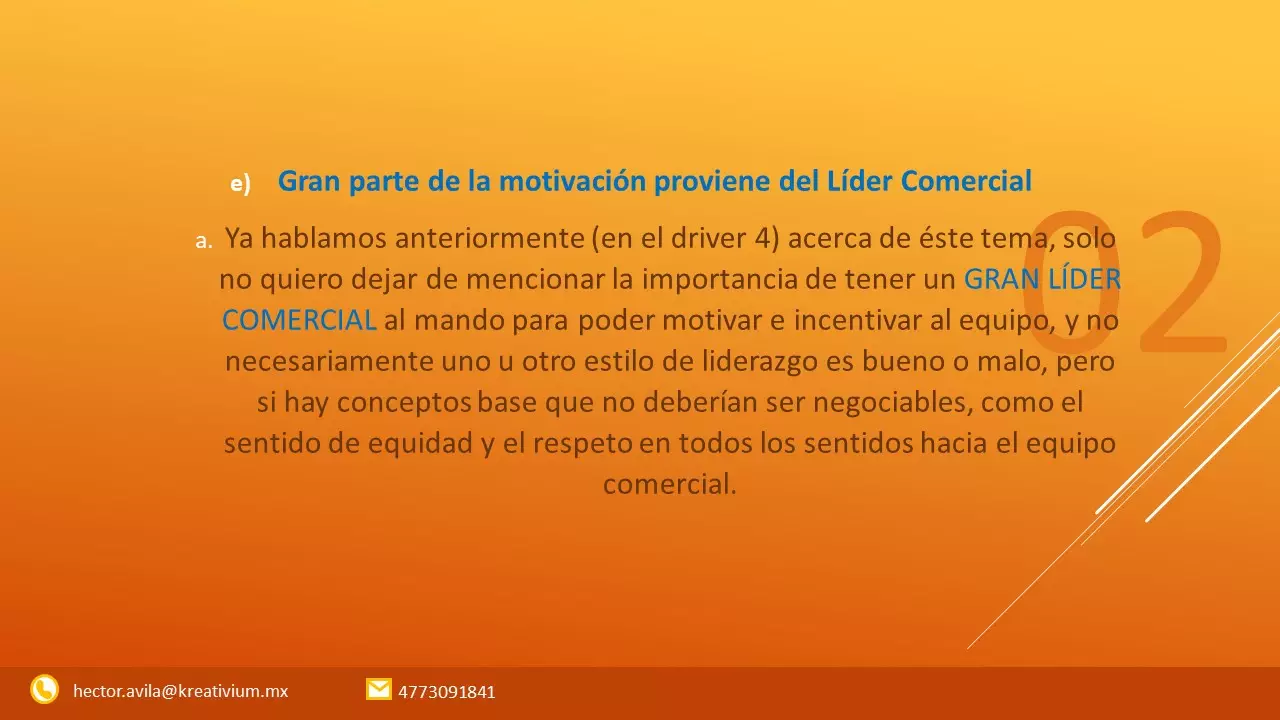 e) Gran parte de la motivación proviene del Líder Comercial
a. Ya hablamos anteriormente (en el driver 4) acerca de éste tema, solo
no quiero dejar de mencionar la importancia de tener un GRAN LÍDER
COMERCIAL al mando para poder motivar e incentivar al equipo, y no
necesariamente uno u otro estilo de liderazgo es bueno o malo, pero
si hay conceptos base que no deberían ser negociables, como el
sentido de equidad y el respeto en todos los sentidos hacia el equipo
comercial.
02
hector.avila@kreativium.mx
4773091841